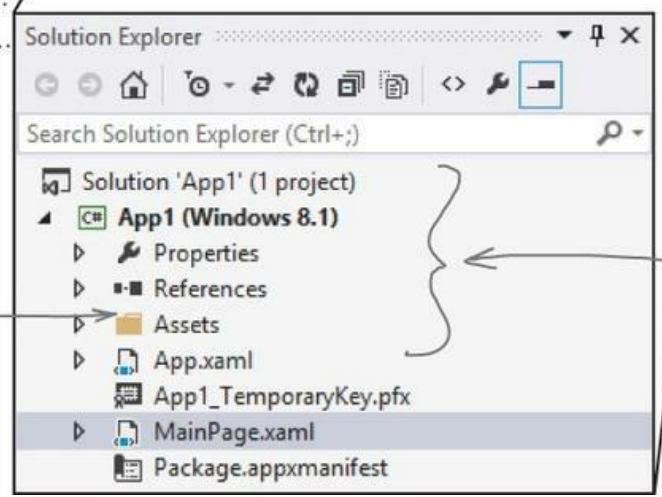 Solution Explorer
Search Solution Explorer (Ctrl+;)
Solution 'App1' (1 project)
C# App1 (Windows 8.1)
Properties
References
Assets
App.xaml
App1_TemporaryKey.pfx
MainPage.xaml
Package.appxmanifest